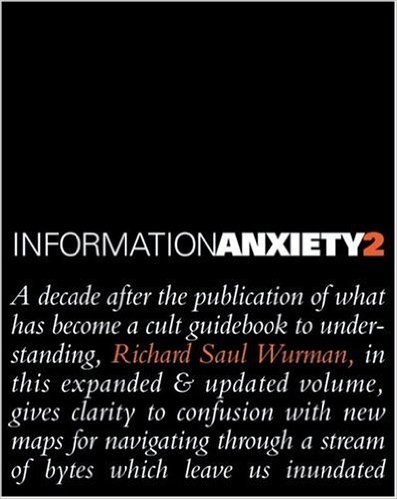 INFORMATIONANXIETY2
A decade after the publication of what
has become a cult guidebook to under-
standing, Richard Saul Wurman, in
this expanded & updated volume,
gives clarity to confusion with new
maps for navigating through a stream
of bytes which leave us inundated